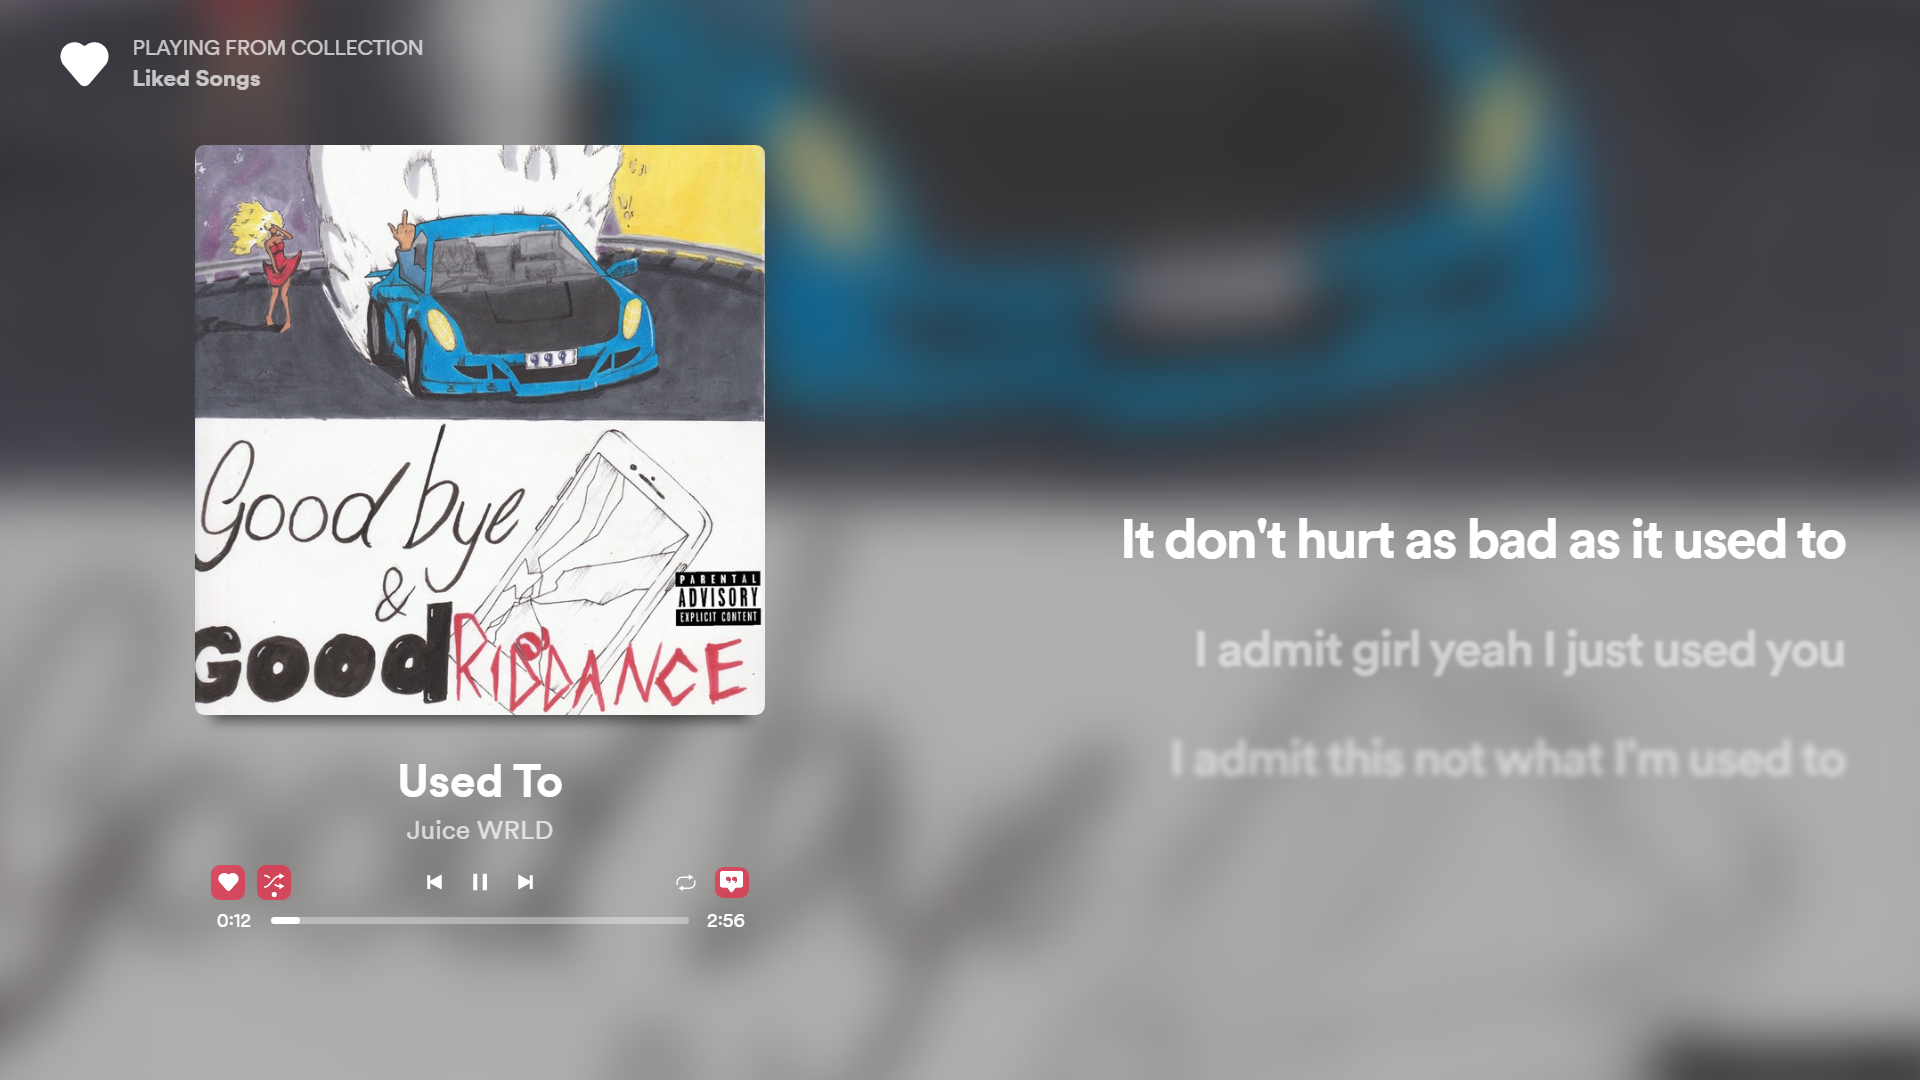 PLAYING FROM COLLECTION
Liked Songs
999
Good bye
&
Good RIDDANCE
PARENTAL
ADVISORY
EXPLICIT CONTENT
Used To
Juice WRLD
0:12
2:56
It don't hurt as bad as it used to
I admit girl yeah I just used you
I admit this not what I'm used to